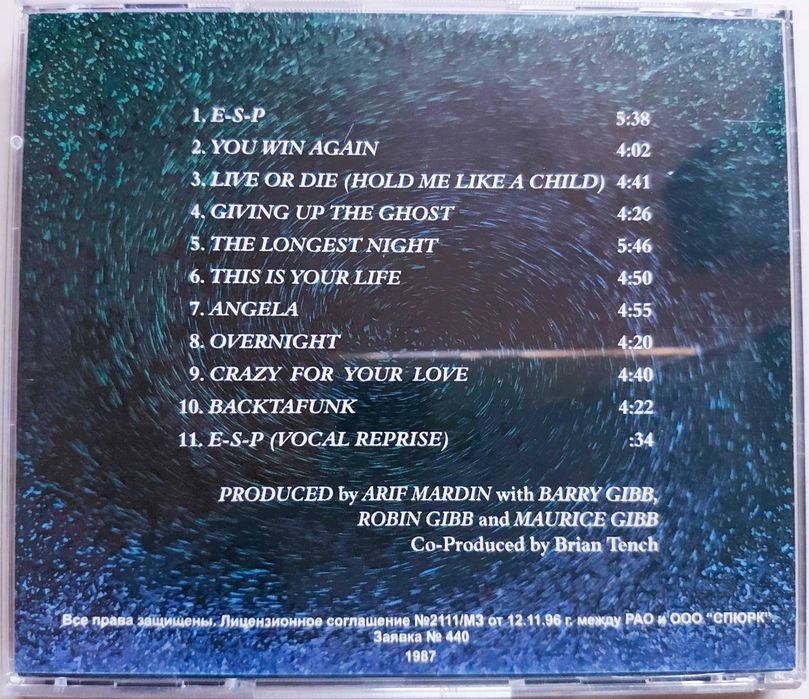 1. E-S-P 5:38
2. YOU WIN AGAIN 4:02
3. LIVE OR DIE (HOLD ME LIKE A CHILD) 4:41
4. GIVING UP THE GHOST 4:26
5. THE LONGEST NIGHT 5:46
6. THIS IS YOUR LIFE 4:50
7. ANGELA 4:55
8. OVERNIGHT 4:20
9. CRAZY FOR YOUR LOVE 4:40
10. BACKTAFUNK 4:22
11. E-S-P (VOCAL REPRISE) :34
PRODUCED by ARIF MARDIN with BARRY GIBB,
ROBIN GIBB and MAURICE GIBB
Co-Produced by Brian Tench
Все права защищены. Лицензионное соглашение №2111/МЗ от 12.11.96 г. между РАО и ООО "СПЮРК".
Заявка № 440
1987